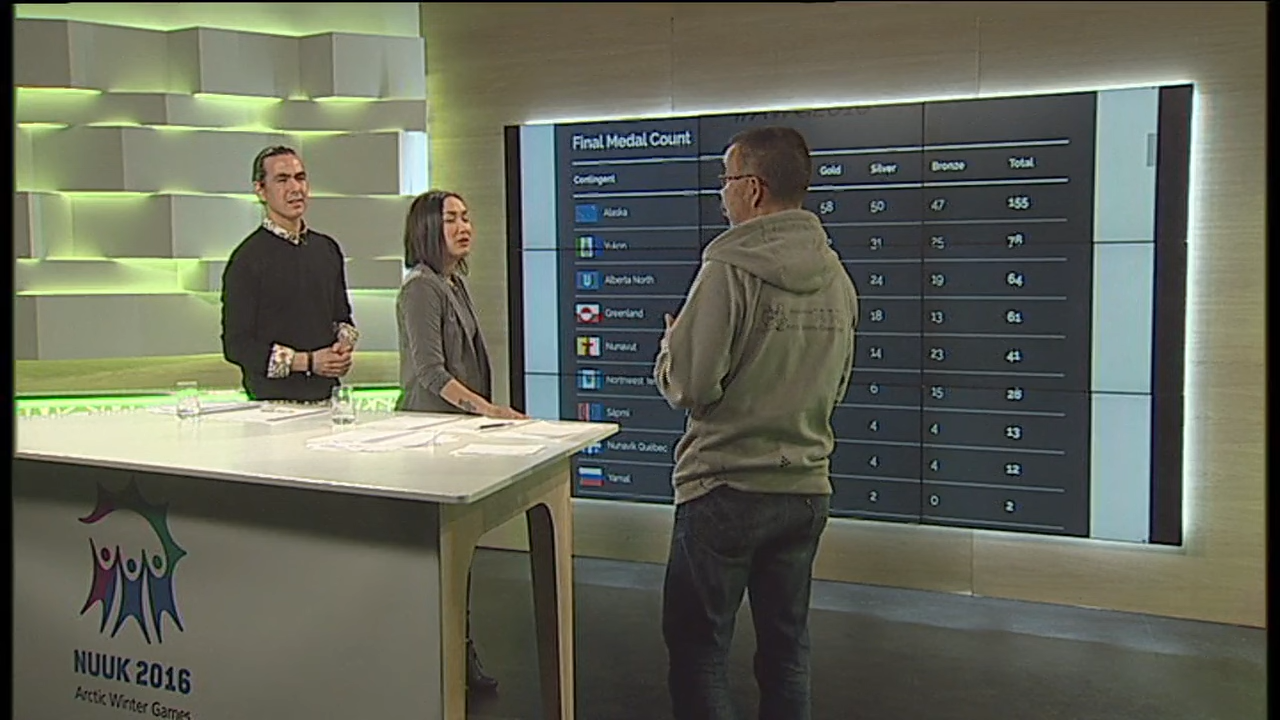 Final Medal Count
Contingent Gold Silver Bronze Total
Alaska 58 50 47 155
Yukon 31 25 78
Alberta North 24 19 64
Greenland 18 13 61
Nunavut 14 23 41
Northwest 6 15 28
Sápmi 4 4 13
Nunavik Québec 4 4 12
Yamal 2 0 2
NUUK 2016
Arctic Winter Games